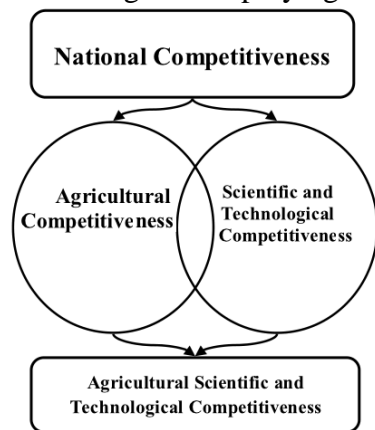 National Competitiveness
Agricultural
Competitiveness
Scientific and
Technological
Competitiveness
Agricultural Scientific and
Technological Competitiveness